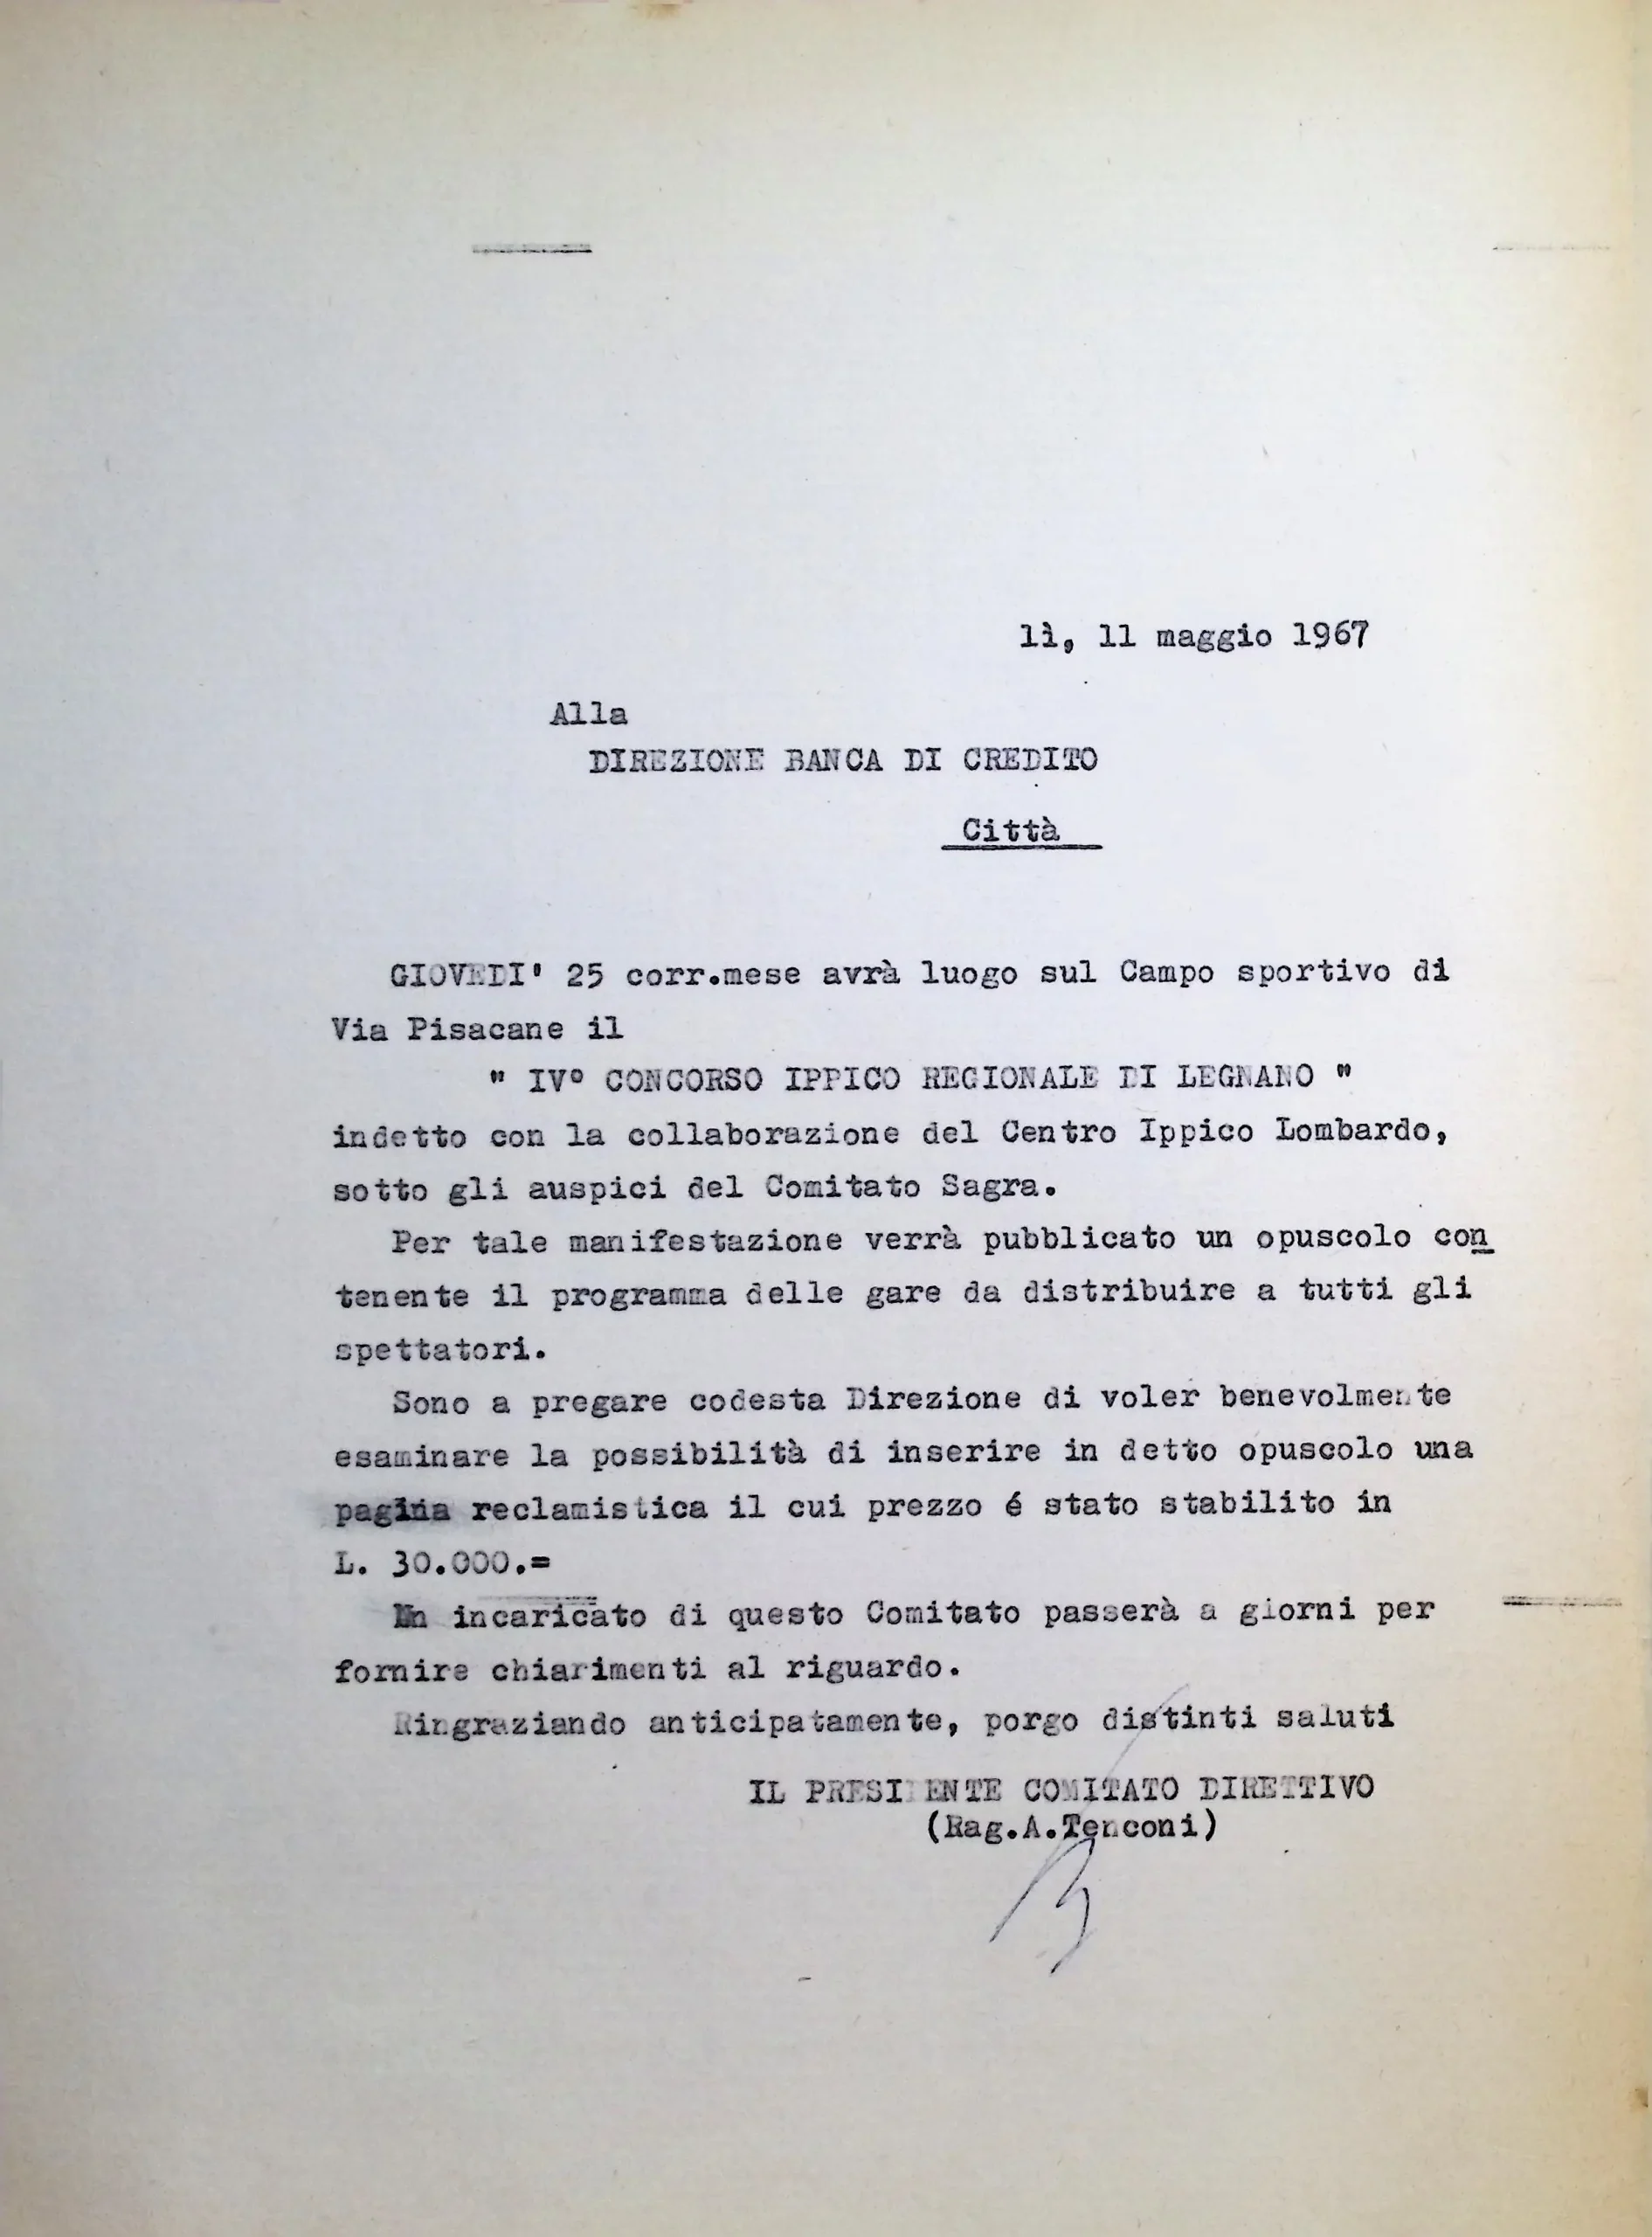 lì, 11 maggio 1967
Alla
DIREZIONE BANCA DI CREDITO
Città
GIOVEDI' 25 corr.mese avrà luogo sul Campo sportivo di
Via Pisacane il
" IV° CONCORSO IPPICO REGIONALE DI LEGNANO "
indetto con la collaborazione del Centro Ippico Lombardo,
sotto gli auspici del Comitato Sagra.
Per tale manifestazione verrà pubblicato un opuscolo con
tenente il programma delle gare da distribuire a tutti gli
spettatori.
Sono a pregare codesta Direzione di voler benevolmente
esaminare la possibilità di inserire in detto opuscolo una
pagina reclamistica il cui prezzo é stato stabilito in
L. 30.000.=
Un incaricato di questo Comitato passerà a giorni per
fornire chiarimenti al riguardo.
Ringraziando anticipatamente, porgo distinti saluti
IL PRESIDENTE COMITATO DIRETTIVO
(Rag.A.Tenconi)